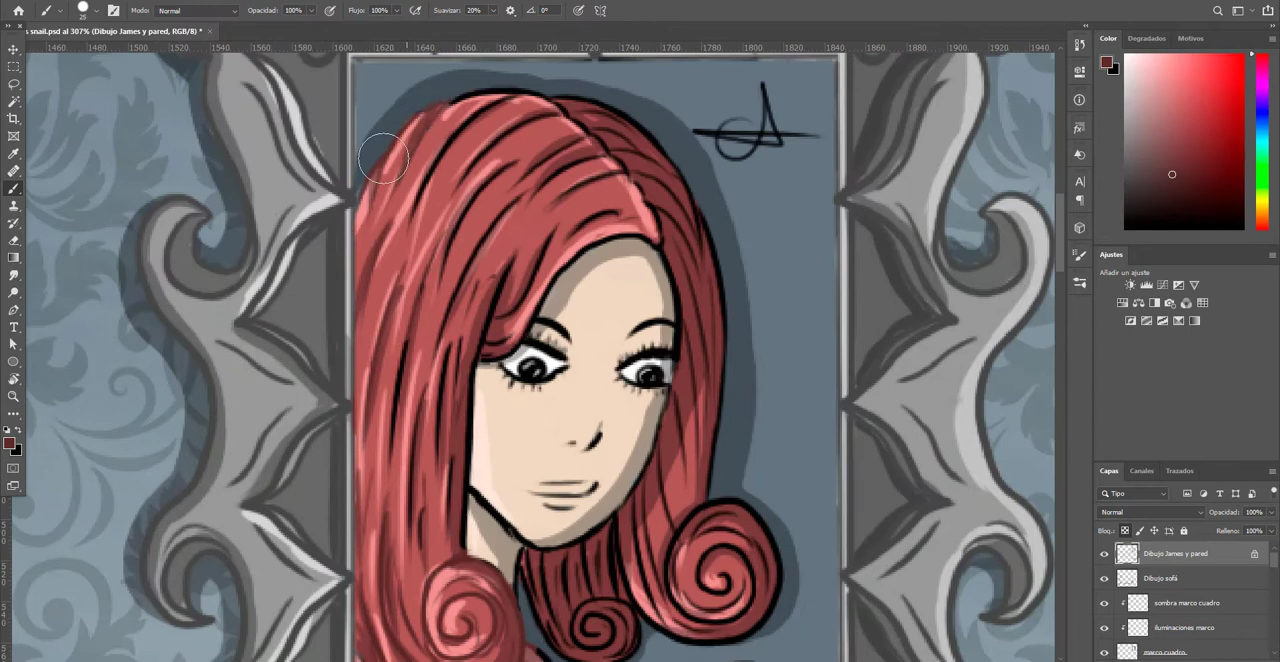 25
Modo: Normal
Opacidad: 100%
Flujo: 100%
Suavizar: 20%
0°
s snail.psd al 307% (Dibujo James y pared, RGB/8) * ×
1460 1480 1500 1520 1540 1560 1580 1600 1620 1640 1660 1680 1700 1720 1740 1760 1780 1800 1820 1840 1860 1880 1900 1920 1940
Color Degradados Motivos
Ajustes
Añadir un ajuste
Capas Canales Trazados
Tipo
Normal Opacidad: 100%
Bloq.: Relleno: 100%
Dibujo James y pared
Dibujo sofá
sombra marco cuadro
iluminaciones marco
marco cuadro.